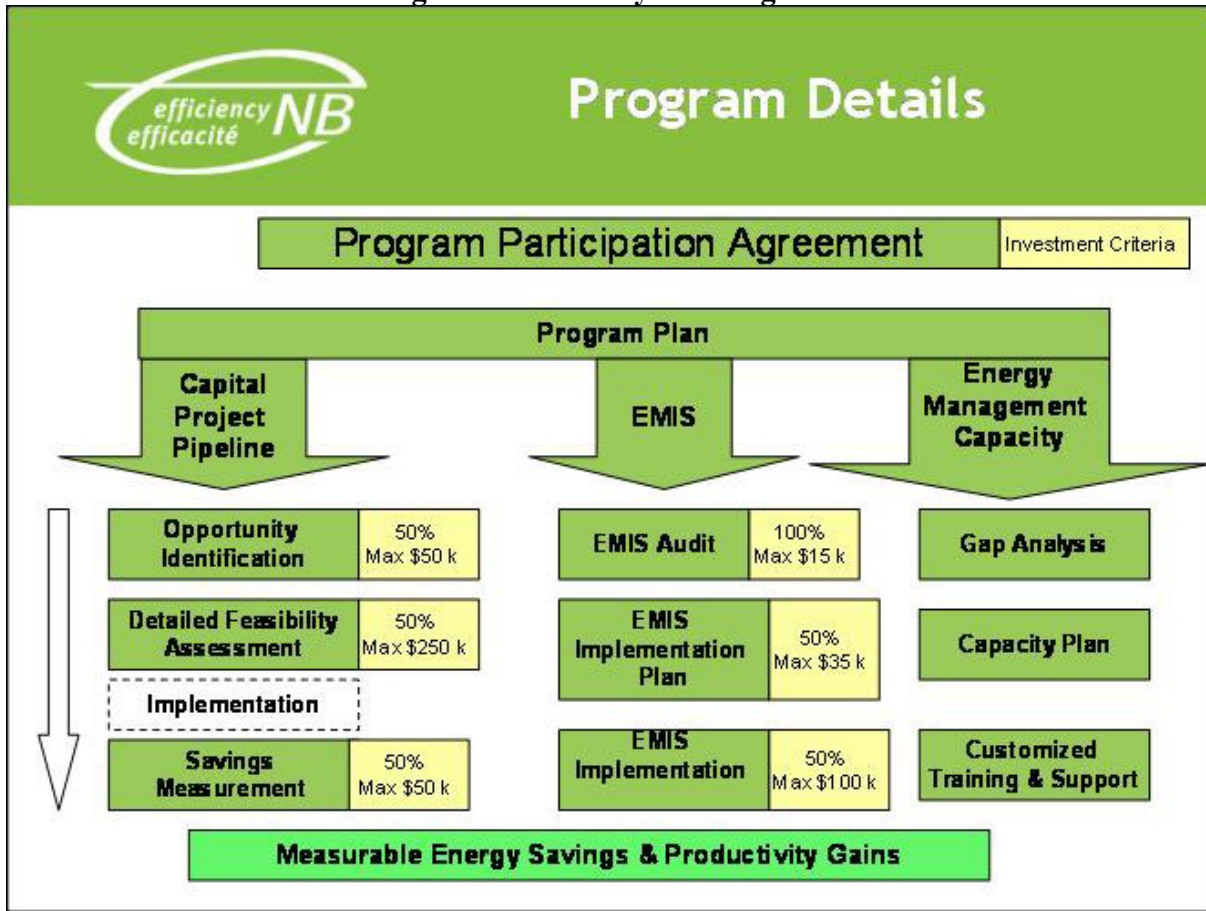 efficiency NB
efficacité
Program Details
Program Participation Agreement
Investment Criteria
Program Plan
Capital
Project
Pipeline
EMIS
Energy
Management
Capacity
Opportunity
Identification
50%
Max $50 k
Detailed Feasibility
Assessment
50%
Max $250 k
Implementation
Savings
Measurement
50%
Max $50 k
EMIS Audit
100%
Max $15 k
EMIS
Implementation
Plan
50%
Max $35 k
EMIS
Implementation
50%
Max $100 k
Gap Analysis
Capacity Plan
Customized
Training & Support
Measurable Energy Savings & Productivity Gains